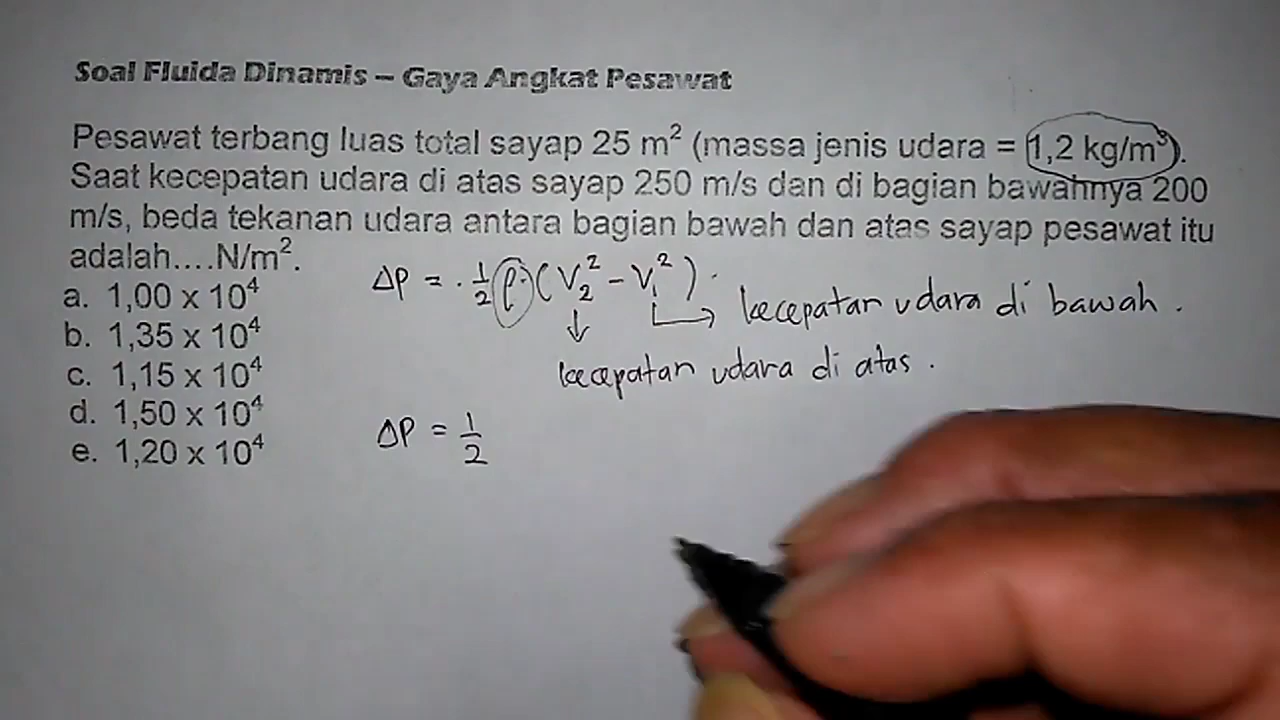 Soal Fluida Dinamis – Gaya Angkat Pesawat
Pesawat terbang luas total sayap 25 m² (massa jenis udara = 1,2 kg/m³).
Saat kecepatan udara di atas sayap 250 m/s dan di bagian bawahnya 200
m/s, beda tekanan udara antara bagian bawah dan atas sayap pesawat itu
adalah....N/m².
a. 1,00 x 10⁴
b. 1,35 x 10⁴
c. 1,15 x 10⁴
d. 1,50 x 10⁴
e. 1,20 x 10⁴
ΔP = · ½ ρ · (V₂² – V₁²) ·
kecepatan udara di bawah .
kecepatan udara di atas .
ΔP = ½